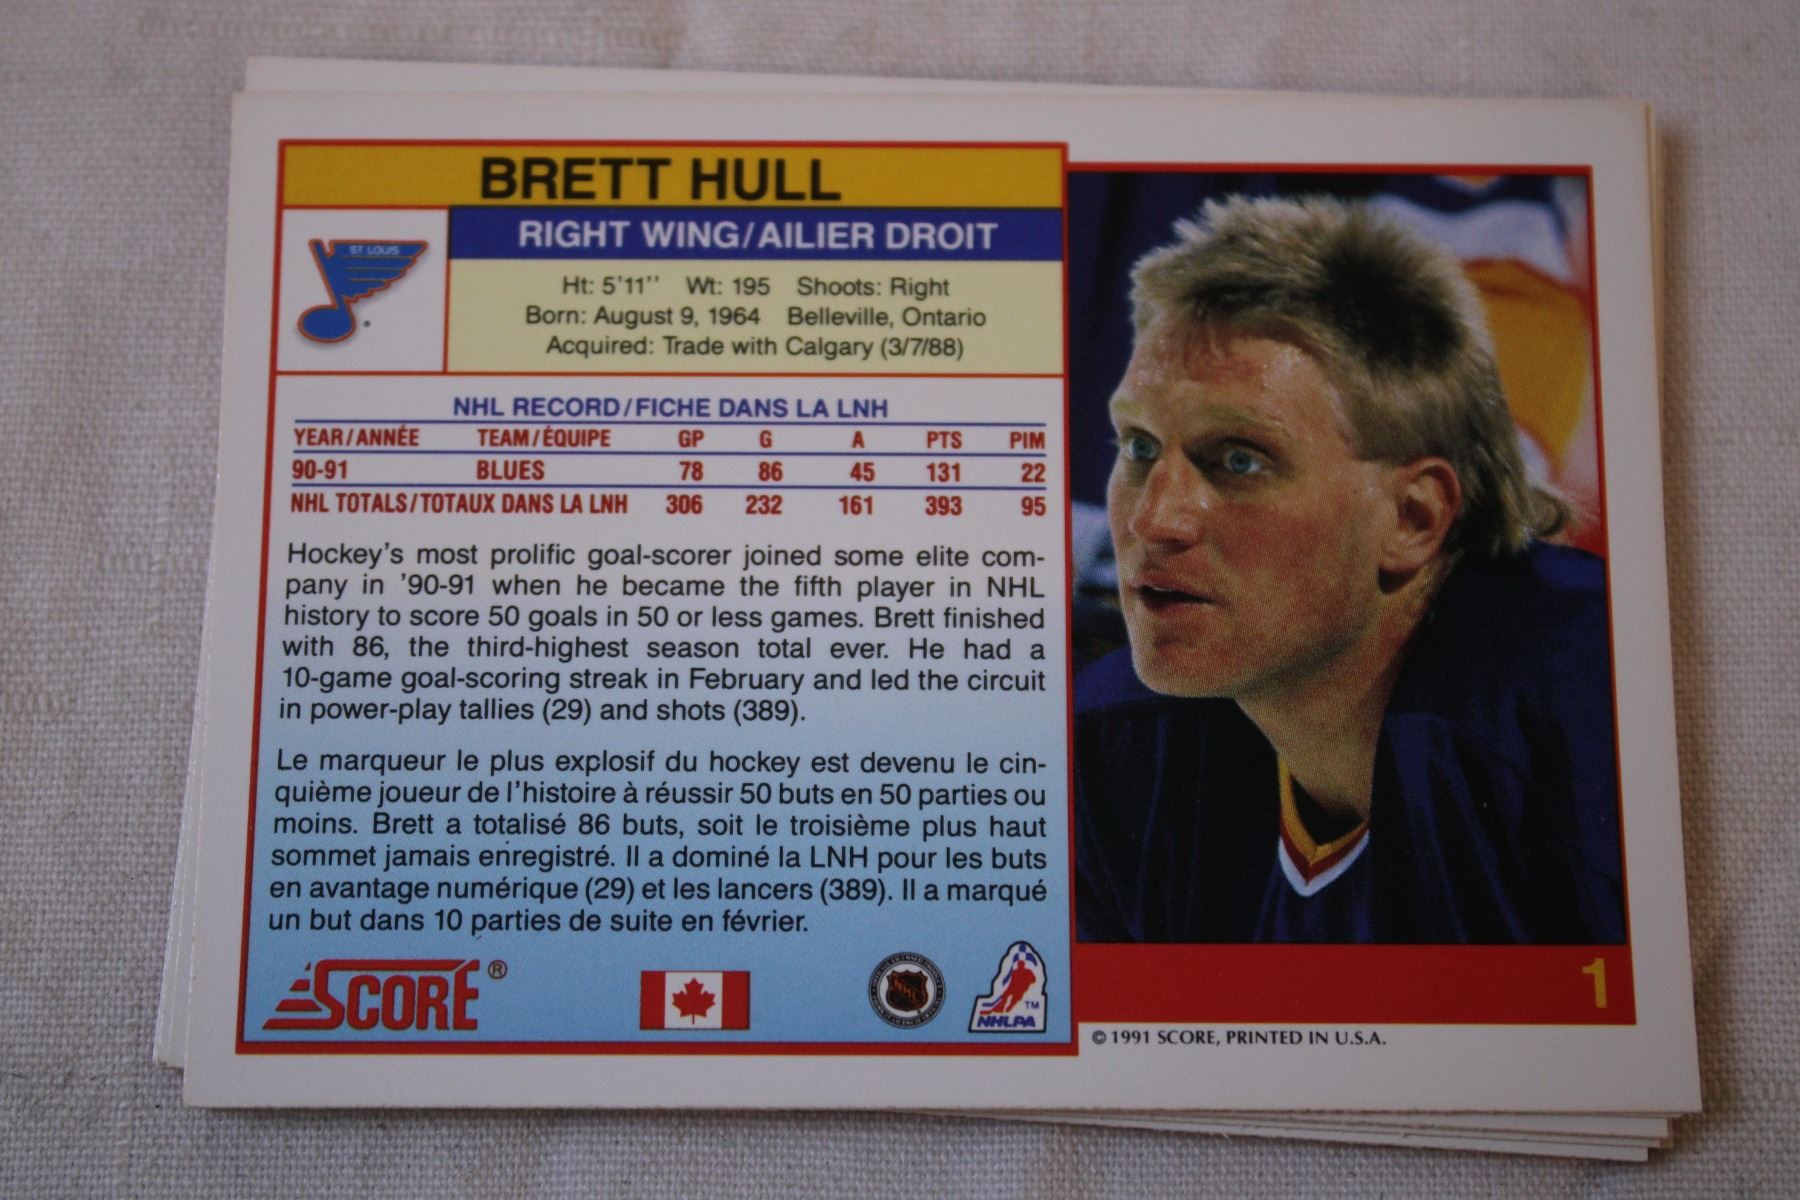 BRETT HULL
RIGHT WING/AILIER DROIT
ST LOUIS
Ht: 5'11'' Wt: 195 Shoots: Right
Born: August 9, 1964 Belleville, Ontario
Acquired: Trade with Calgary (3/7/88)
NHL RECORD/FICHE DANS LA LNH
YEAR/ANNÉE TEAM/ÉQUIPE GP G A PTS PIM
90-91 BLUES 78 86 45 131 22
NHL TOTALS/TOTAUX DANS LA LNH 306 232 161 393 95
Hockey's most prolific goal-scorer joined some elite com-
pany in '90-91 when he became the fifth player in NHL
history to score 50 goals in 50 or less games. Brett finished
with 86, the third-highest season total ever. He had a
10-game goal-scoring streak in February and led the circuit
in power-play tallies (29) and shots (389).
Le marqueur le plus explosif du hockey est devenu le cin-
quième joueur de l'histoire à réussir 50 buts en 50 parties ou
moins. Brett a totalisé 86 buts, soit le troisième plus haut
sommet jamais enregistré. Il a dominé la LNH pour les buts
en avantage numérique (29) et les lancers (389). Il a marqué
un but dans 10 parties de suite en février.
SCORE®
NHL
NHLPA TM
1
© 1991 SCORE, PRINTED IN U.S.A.